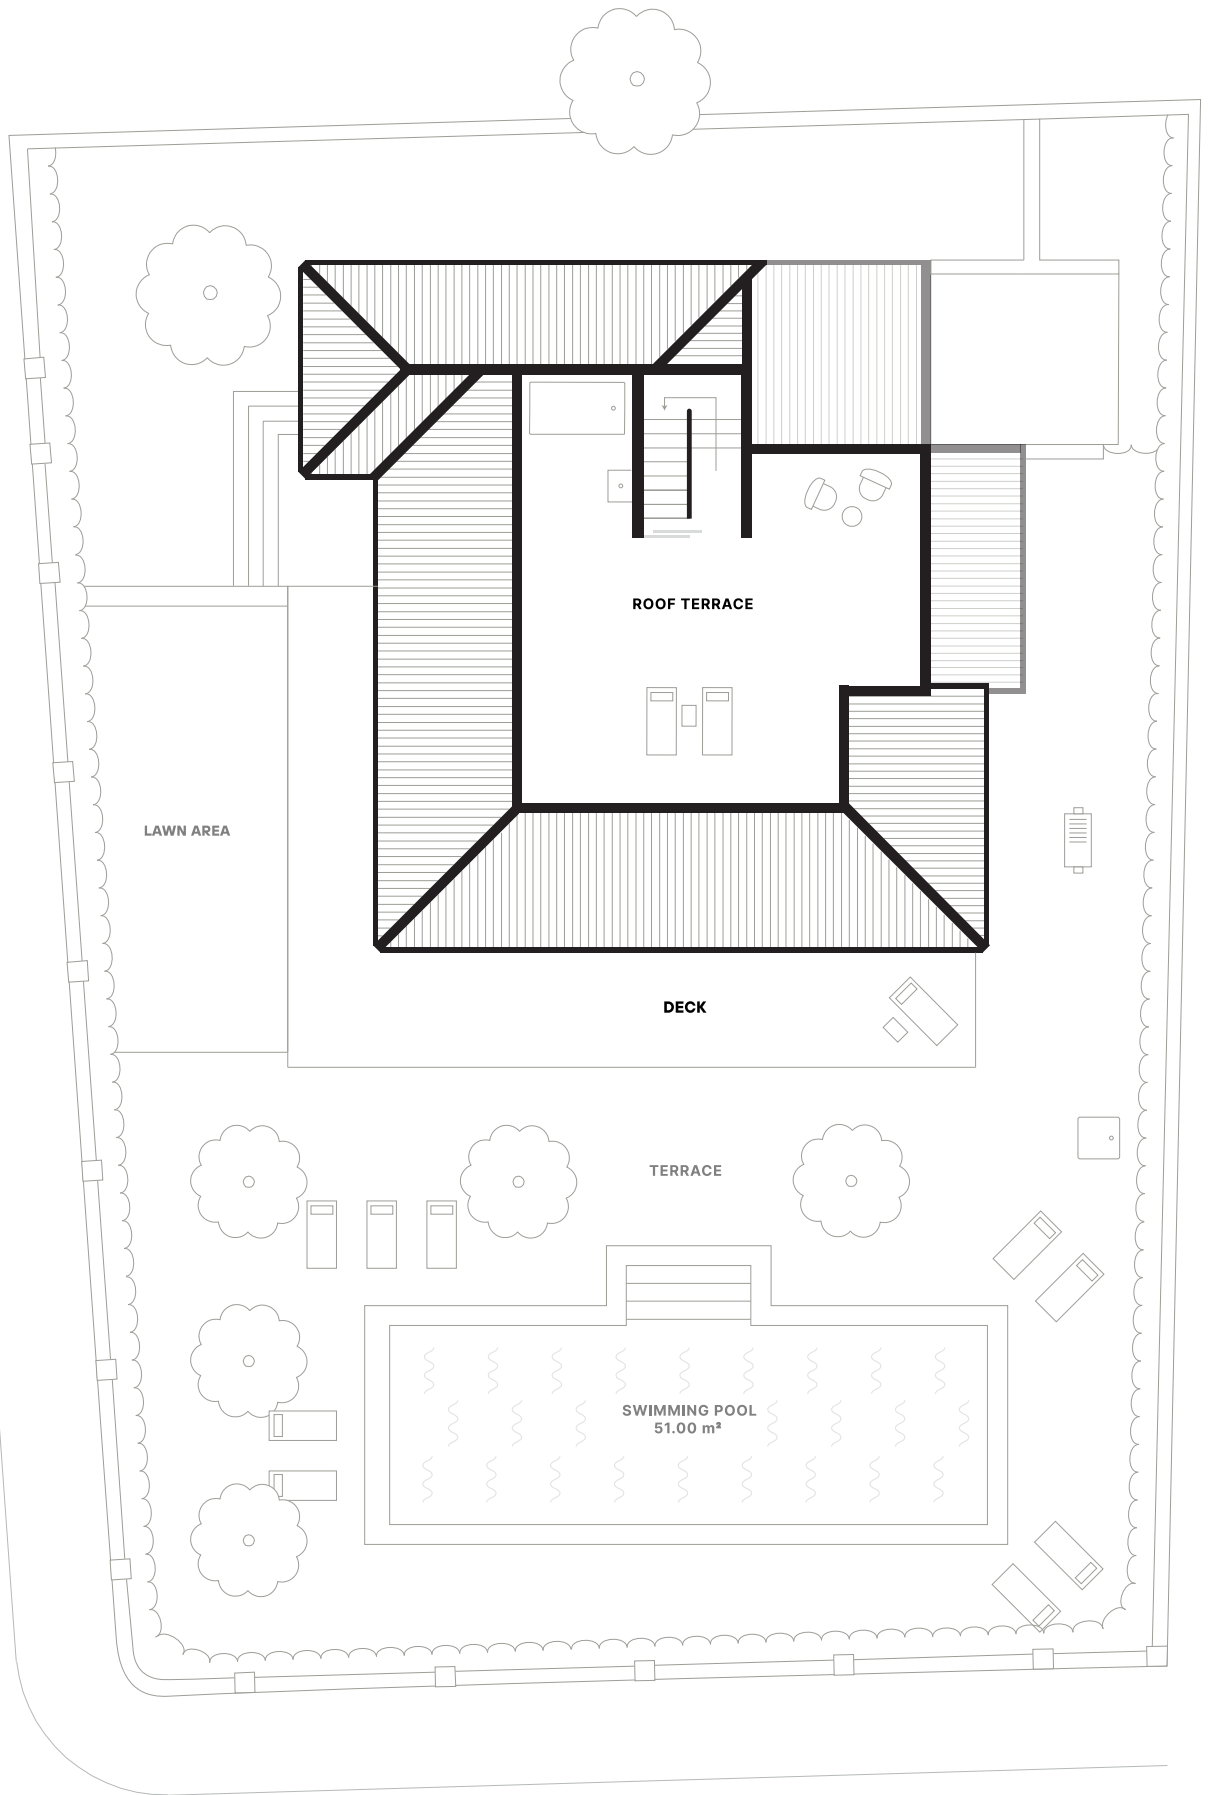 ROOF TERRACE
LAWN AREA
DECK
TERRACE
SWIMMING POOL
51.00 m²